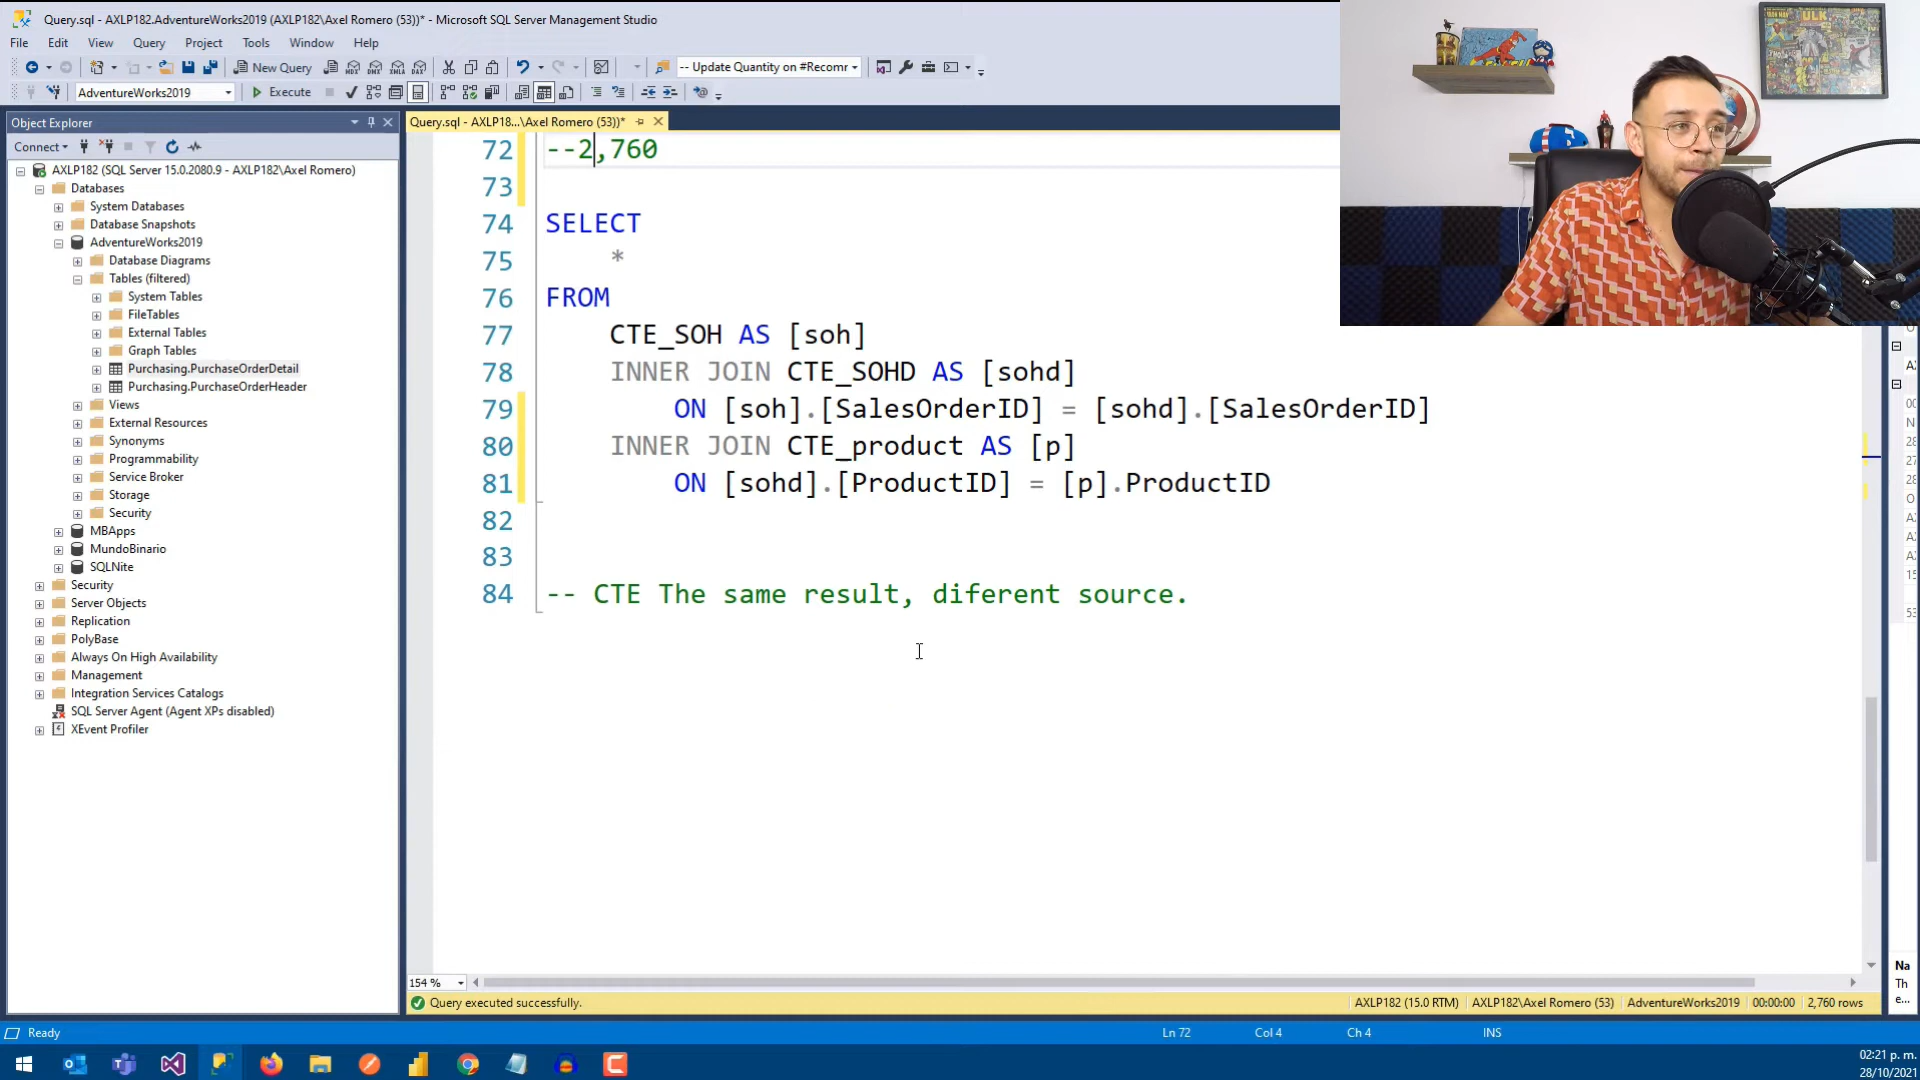 Query.sql - AXLP182.AdventureWorks2019 (AXLP182\Axel Romero (53))* - Microsoft SQL Server Management Studio
File Edit View Query Project Tools Window Help
New Query -- Update Quantity on #Recomr
AdventureWorks2019 Execute
Object Explorer
Query.sql - AXLP18...\Axel Romero (53))*
Connect
AXLP182 (SQL Server 15.0.2080.9 - AXLP182\Axel Romero)
Databases
System Databases
Database Snapshots
AdventureWorks2019
Database Diagrams
Tables (filtered)
System Tables
FileTables
External Tables
Graph Tables
Purchasing.PurchaseOrderDetail
Purchasing.PurchaseOrderHeader
Views
External Resources
Synonyms
Programmability
Service Broker
Storage
Security
MBApps
MundoBinario
SQLNite
Security
Server Objects
Replication
PolyBase
Always On High Availability
Management
Integration Services Catalogs
SQL Server Agent (Agent XPs disabled)
XEvent Profiler
72 --2,760
73
74 SELECT
75 *
76 FROM
77 CTE_SOH AS [soh]
78 INNER JOIN CTE_SOHD AS [sohd]
79 ON [soh].[SalesOrderID] = [sohd].[SalesOrderID]
80 INNER JOIN CTE_product AS [p]
81 ON [sohd].[ProductID] = [p].ProductID
82
83
84 -- CTE The same result, diferent source.
154 %
Query executed successfully. AXLP182 (15.0 RTM) AXLP182\Axel Romero (53) AdventureWorks2019 00:00:00 2,760 rows
Na
Th
e...
Ready Ln 72 Col 4 Ch 4 INS
02:21 p. m.
28/10/2021